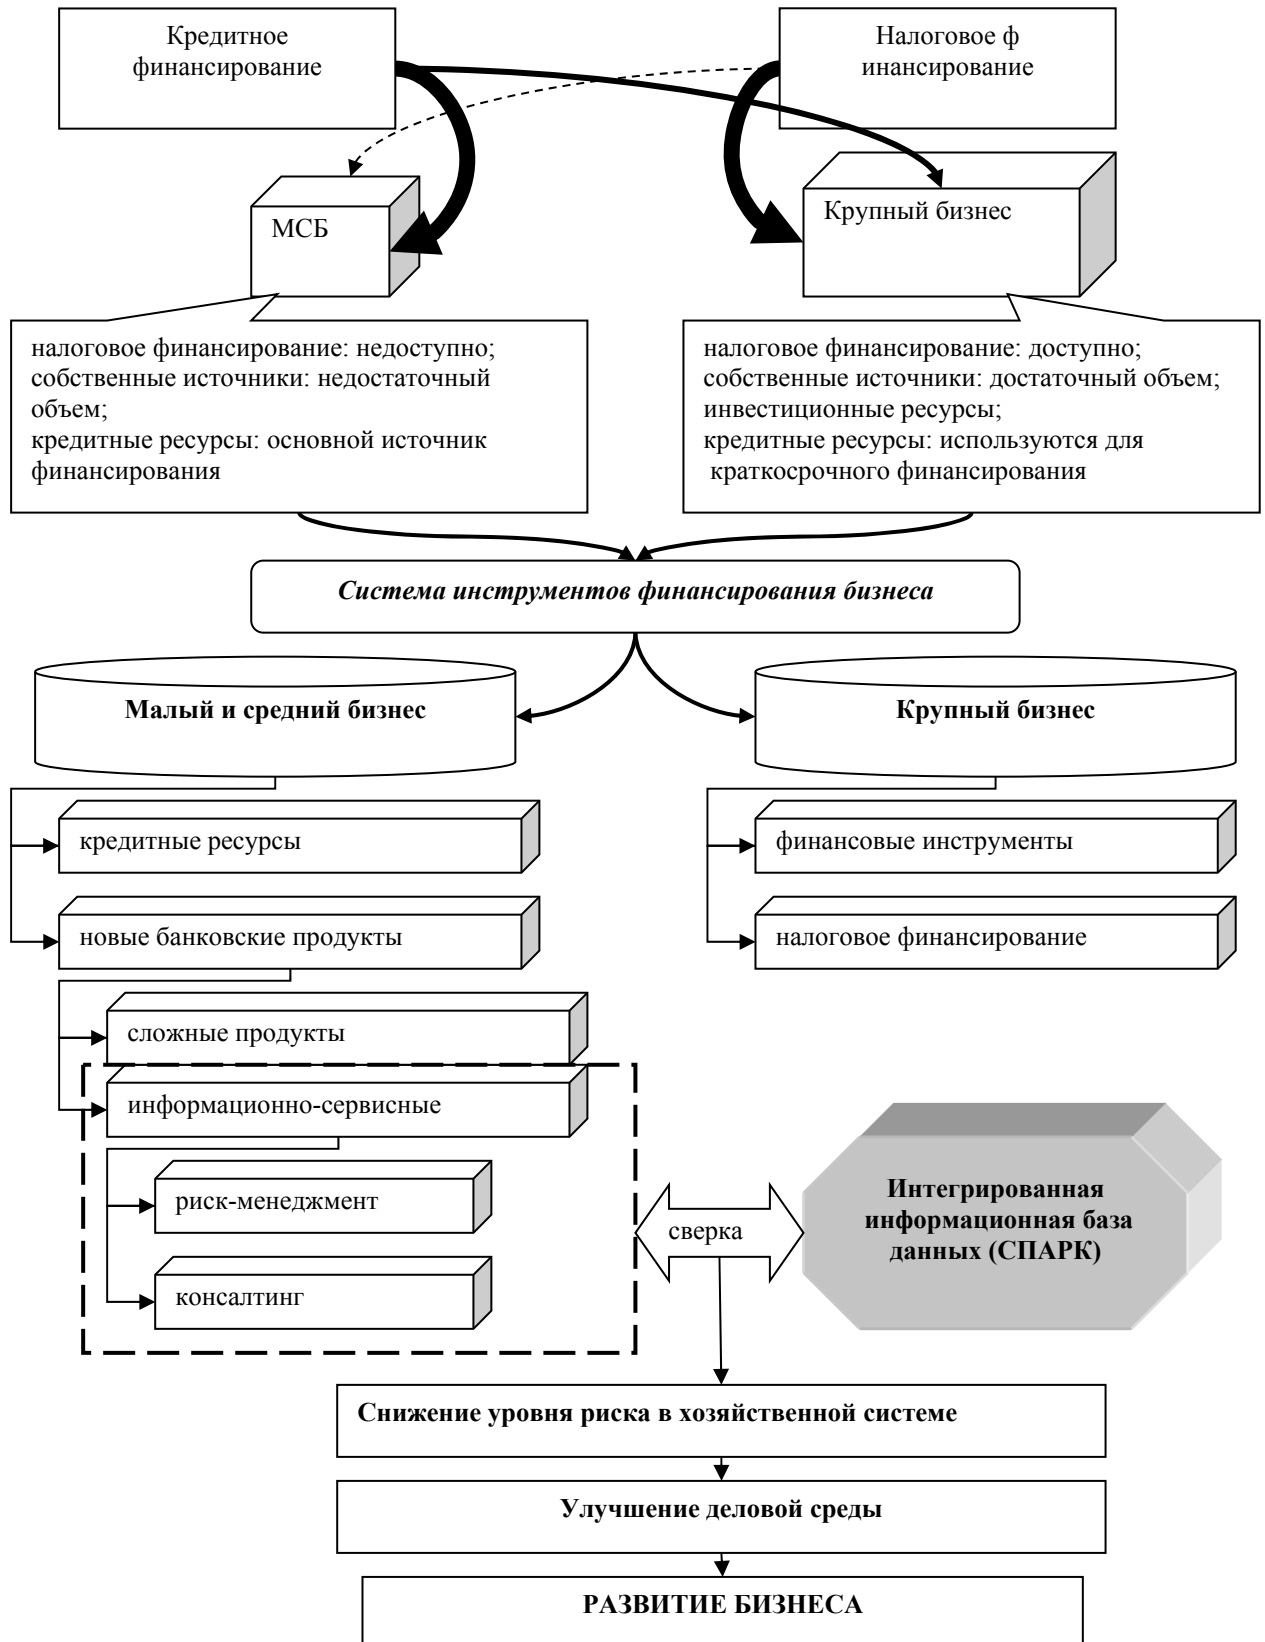 Кредитное
финансирование
Налоговое ф
инансирование
МСБ
Крупный бизнес
налоговое финансирование: недоступно;
собственные источники: недостаточный
объем;
кредитные ресурсы: основной источник
финансирования
налоговое финансирование: доступно;
собственные источники: достаточный объем;
инвестиционные ресурсы;
кредитные ресурсы: используются для
краткосрочного финансирования
Система инструментов финансирования бизнеса
Малый и средний бизнес
Крупный бизнес
кредитные ресурсы
финансовые инструменты
новые банковские продукты
налоговое финансирование
сложные продукты
информационно-сервисные
риск-менеджмент
консалтинг
сверка
Интегрированная
информационная база
данных (СПАРК)
Снижение уровня риска в хозяйственной системе
Улучшение деловой среды
РАЗВИТИЕ БИЗНЕСА